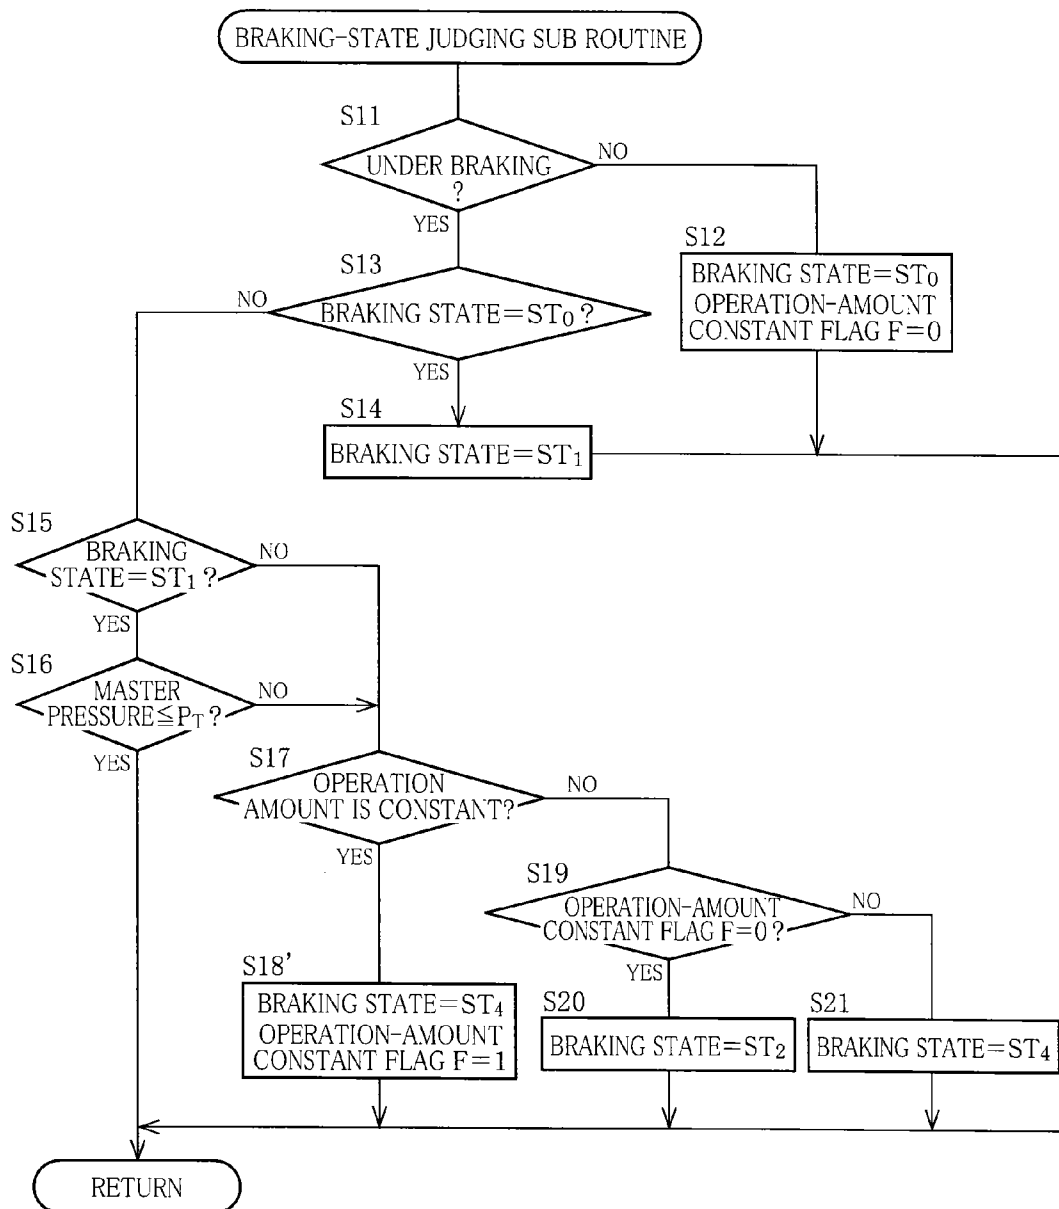 BRAKING-STATE JUDGING SUB ROUTINE
S11
UNDER BRAKING
?
NO
YES
S12
BRAKING STATE=ST0
OPERATION-AMOUNT
CONSTANT FLAG F=0
S13
NO
BRAKING STATE=ST0?
YES
S14
BRAKING STATE=ST1
S15
BRAKING
STATE=ST1?
NO
YES
S16
MASTER
PRESSURE≦PT?
NO
YES
S17
OPERATION
AMOUNT IS CONSTANT?
NO
YES
S19
OPERATION-AMOUNT
CONSTANT FLAG F=0?
NO
YES
S18'
BRAKING STATE=ST4
OPERATION-AMOUNT
CONSTANT FLAG F=1
S20
BRAKING STATE=ST2
S21
BRAKING STATE=ST4
RETURN